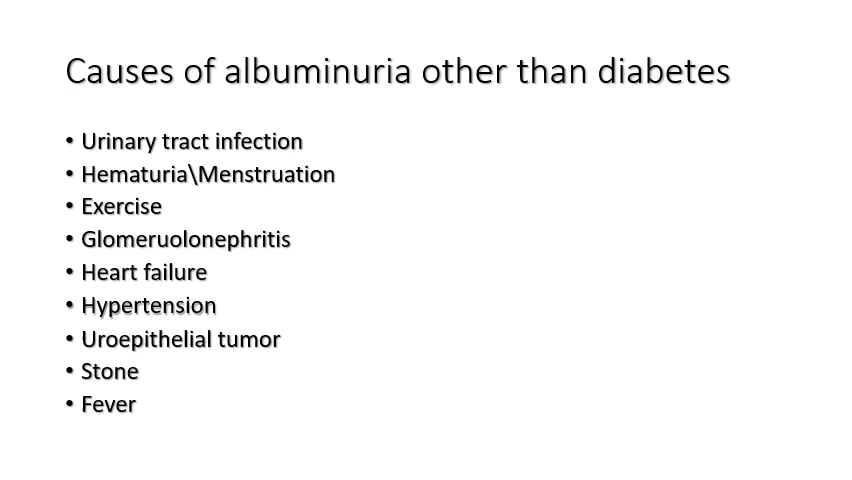 Causes of albuminuria other than diabetes
• Urinary tract infection
• Hematuria\Menstruation
• Exercise
• Glomeruolonephritis
• Heart failure
• Hypertension
• Uroepithelial tumor
• Stone
• Fever